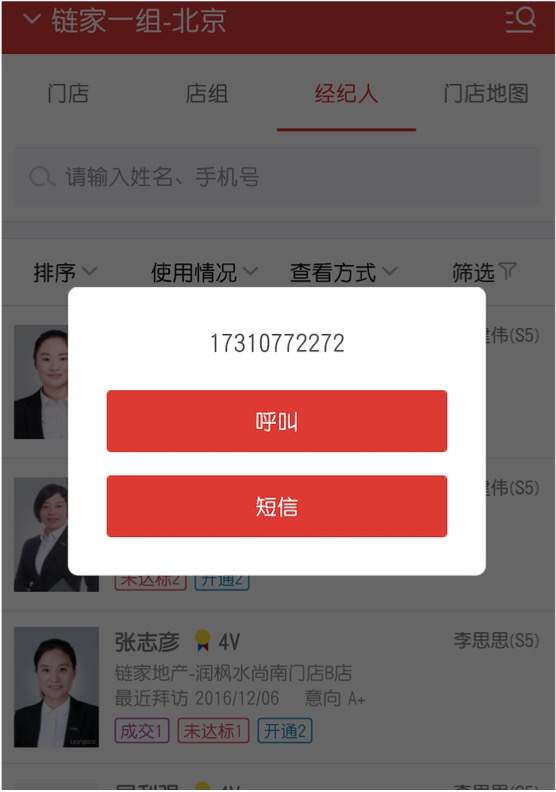 链家一组-北京
门店 店组 经纪人 门店地图
请输入姓名、手机号
排序 使用情况 查看方式 筛选
17310772272
呼叫
短信
伟(S5)
伟(S5)
未达标2 开通2
张志彦 4V 李思思(S5)
链家地产-润枫水尚南门店B店
最近拜访 2016/12/06 意向 A+
成交1 未达标1 开通2
4V 李思思(S5)